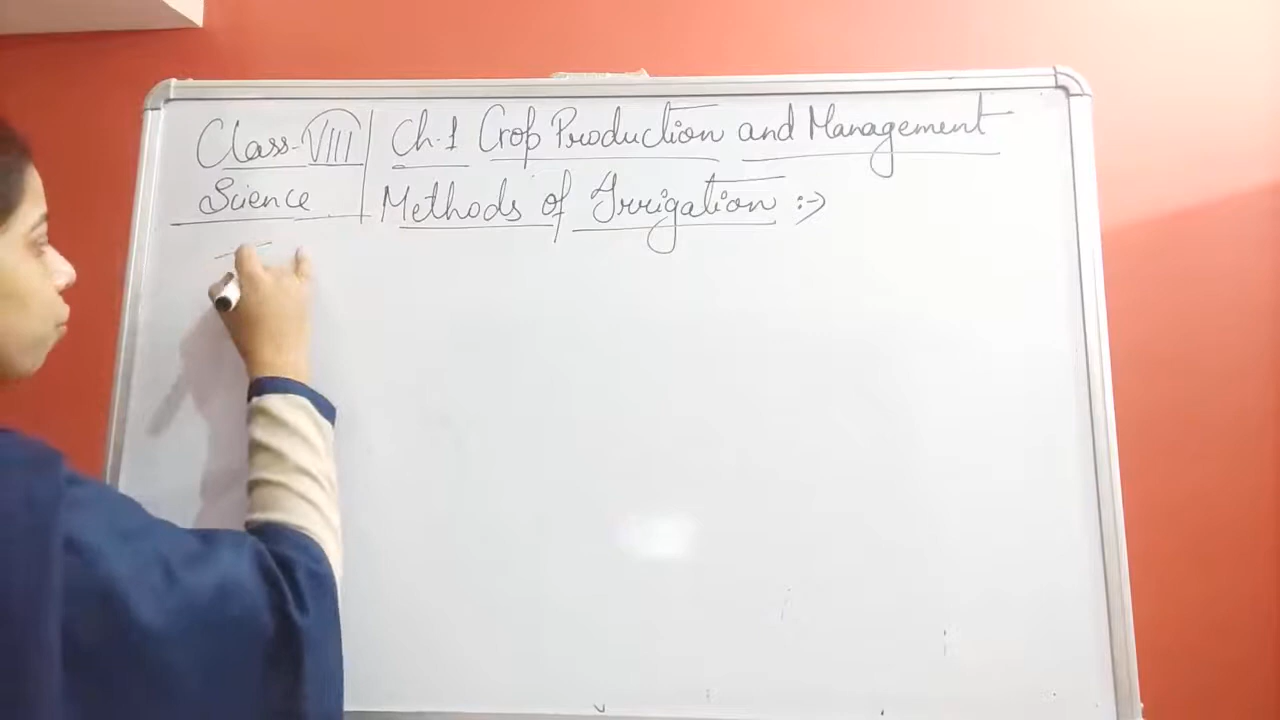 Class-VIII | Ch.1 Crop Production and Management
Science | Methods of Irrigation :->